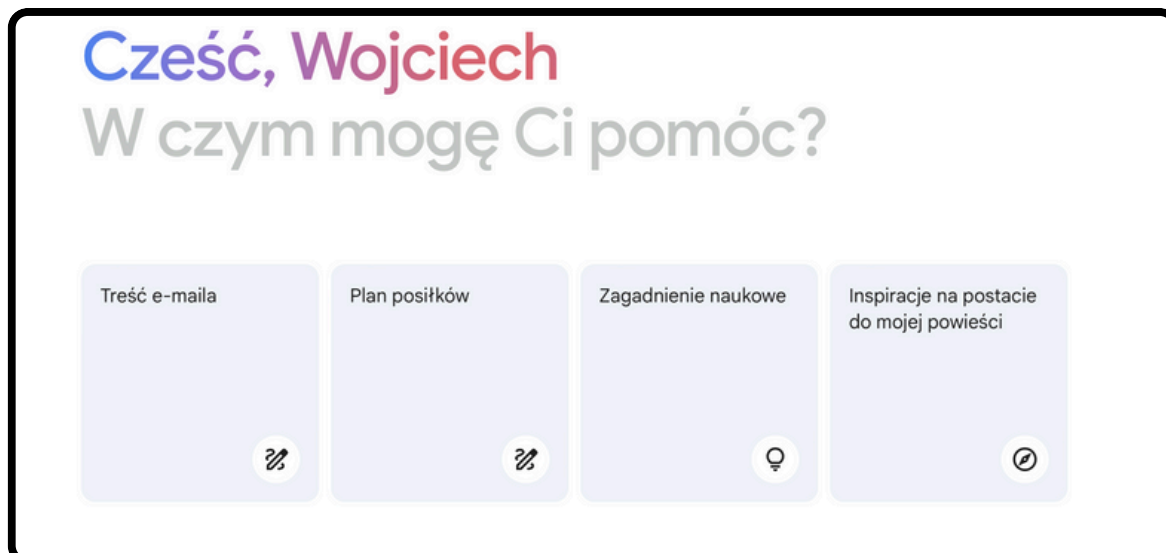 Cześć, Wojciech
W czym mogę Ci pomóc?
Treść e-maila
Plan posiłków
Zagadnienie naukowe
Inspiracje na postacie
do mojej powieści